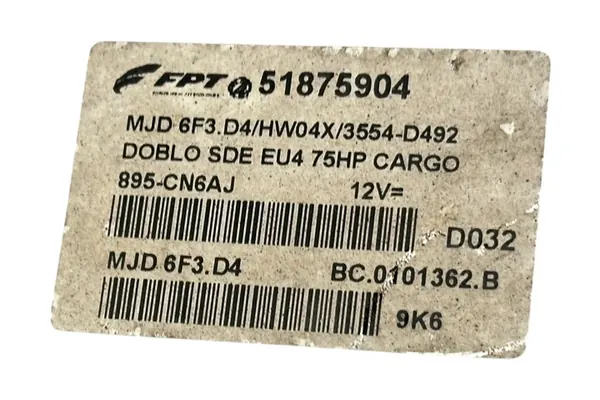 FPT 51875904
MJD 6F3.D4/HW04X/3554-D492
DOBLO SDE EU4 75HP CARGO
895-CN6AJ 12V=
D032
MJD 6F3.D4 BC.0101362.B
9K6